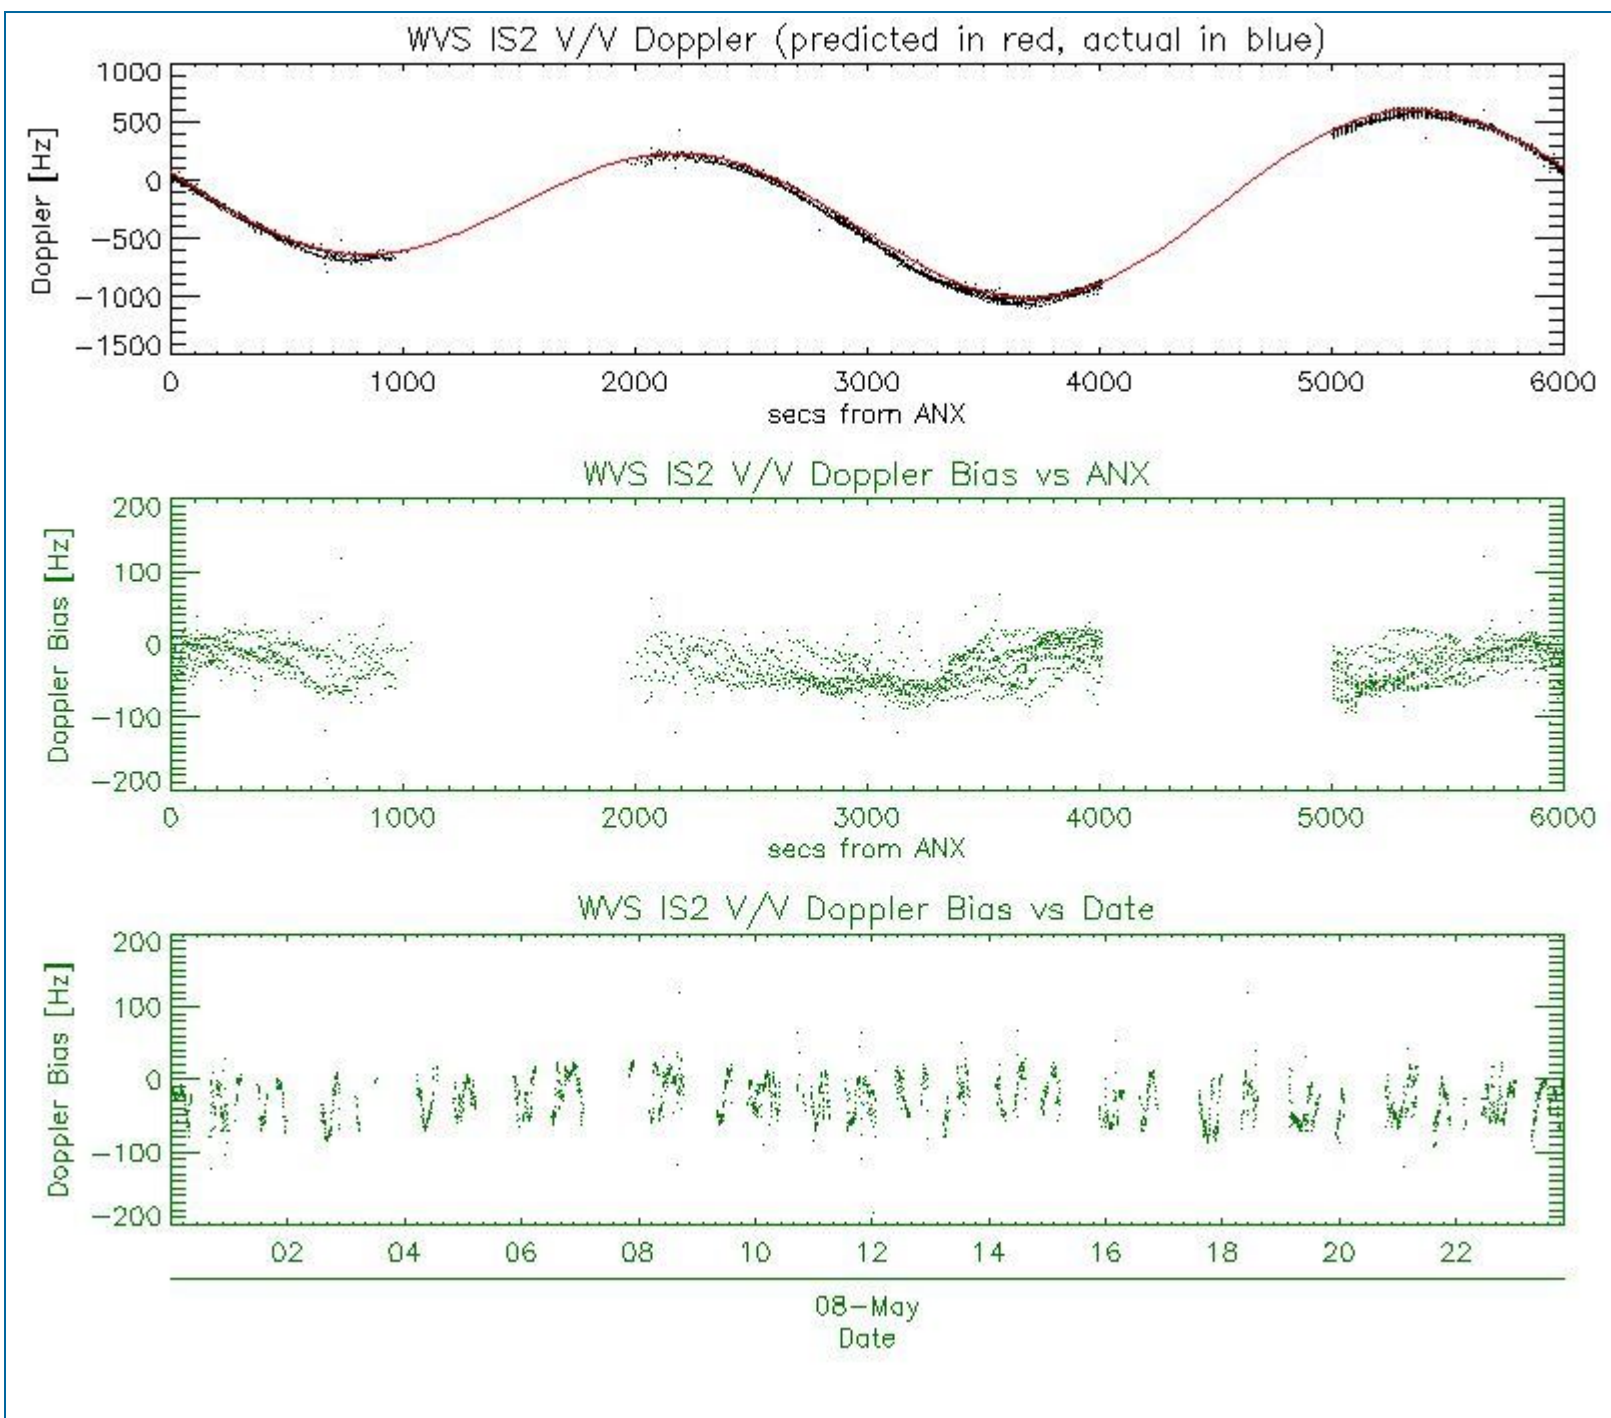 WVS IS2 V/V Doppler (predicted in red, actual in blue)
1000
500
0
−500
−1000
−1500
Doppler [Hz]
0 1000 2000 3000 4000 5000 6000
secs from ANX
WVS IS2 V/V Doppler Bias vs ANX
200
100
0
−100
−200
Doppler Bias [Hz]
0 1000 2000 3000 4000 5000 6000
secs from ANX
WVS IS2 V/V Doppler Bias vs Date
200
100
0
−100
−200
Doppler Bias [Hz]
02 04 06 08 10 12 14 16 18 20 22
08−May
Date